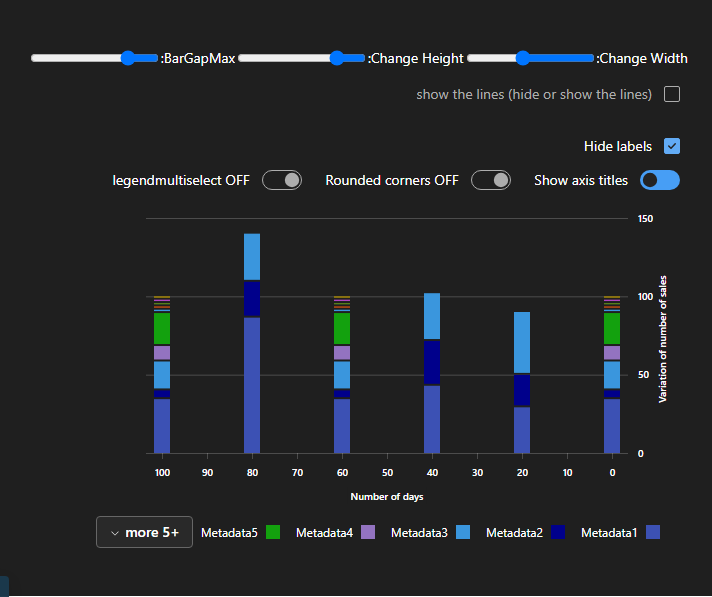 :BarGapMax :Change Height :Change Width
show the lines (hide or show the lines)
Hide labels
legendmultiselect OFF Rounded corners OFF Show axis titles
150
100
50
0
Variation of number of sales
100 90 80 70 60 50 40 30 20 10 0
Number of days
more 5+ Metadata5 Metadata4 Metadata3 Metadata2 Metadata1